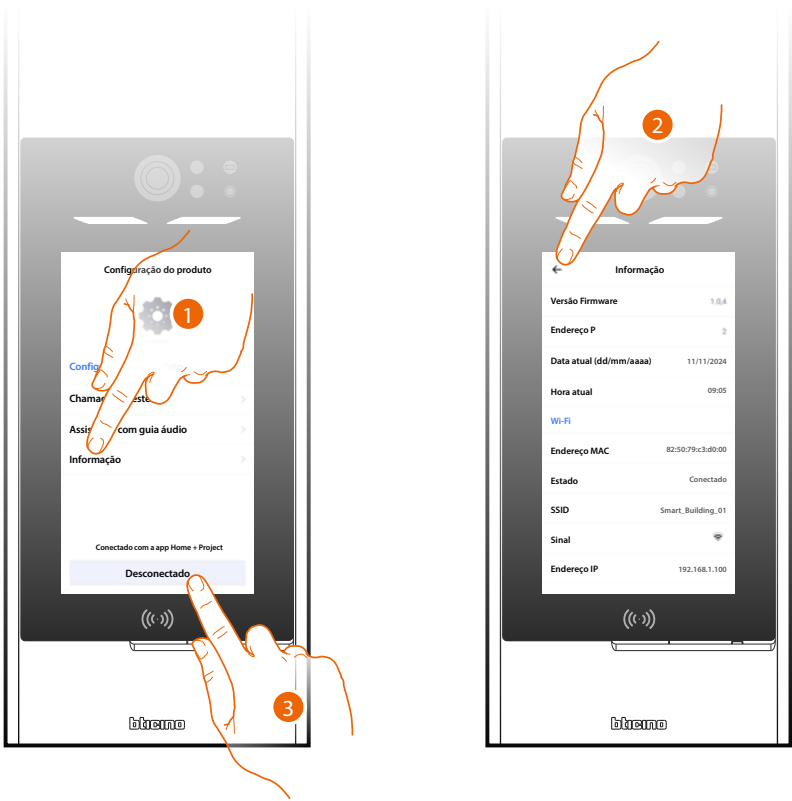 Configuração do produto
1
Config
Chama este
Assis com guia áudio
Informação
Conectado com a app Home + Project
Desconectado
3
bticino
2
Informação
Versão Firmware 1.0,4
Endereço P 2
Data atual (dd/mm/aaaa) 11/11/2024
Hora atual 09:05
Wi-Fi
Endereço MAC 82:50:79:c3:d0:00
Estado Conectado
SSID Smart_Building_01
Sinal
Endereço IP 192.168.1.100
bticino